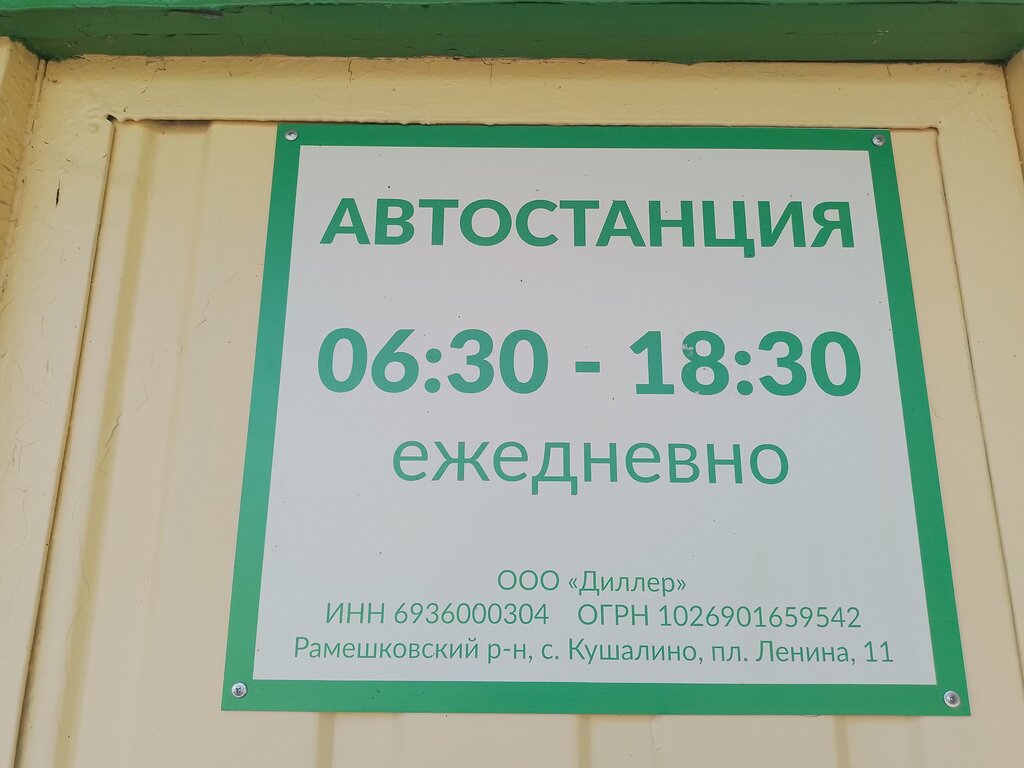 АВТОСТАНЦИЯ
06:30 - 18:30
ежедневно
ООО «Диллер»
ИНН 6936000304 ОГРН 1026901659542
Рамешковский р-н, с. Кушалино, пл. Ленина, 11